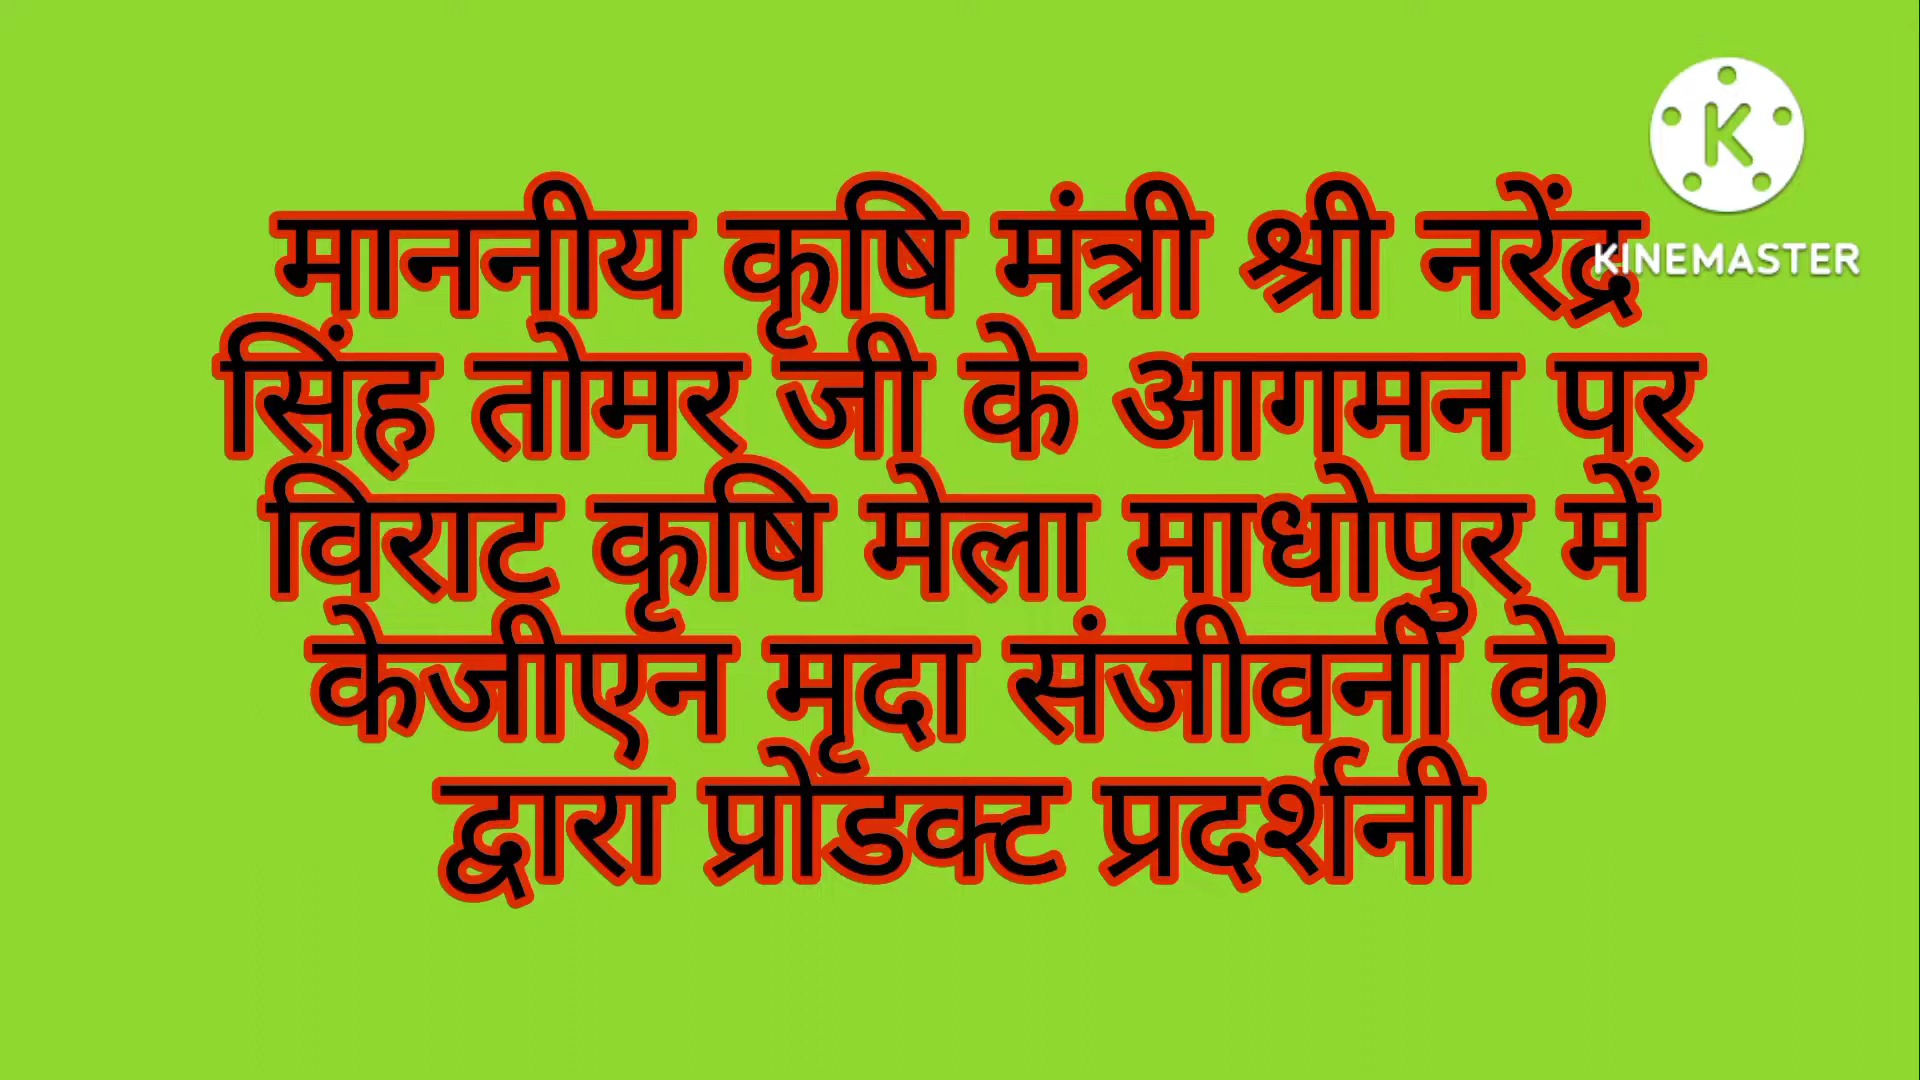 माननीय कृषि मंत्री श्री नरेंद्र
सिंह तोमर जी के आगमन पर
विराट कृषि मेला माधोपुर में
केजीएन मृदा संजीवनी के
द्वारा प्रोडक्ट प्रदर्शनी
K
KINEMASTER